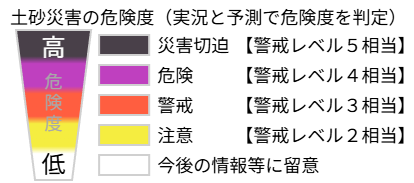 土砂災害の危険度（実況と予測で危険度を判定）
高
危険度
低
災害切迫 【警戒レベル５相当】
危険 【警戒レベル４相当】
警戒 【警戒レベル３相当】
注意 【警戒レベル２相当】
今後の情報等に留意